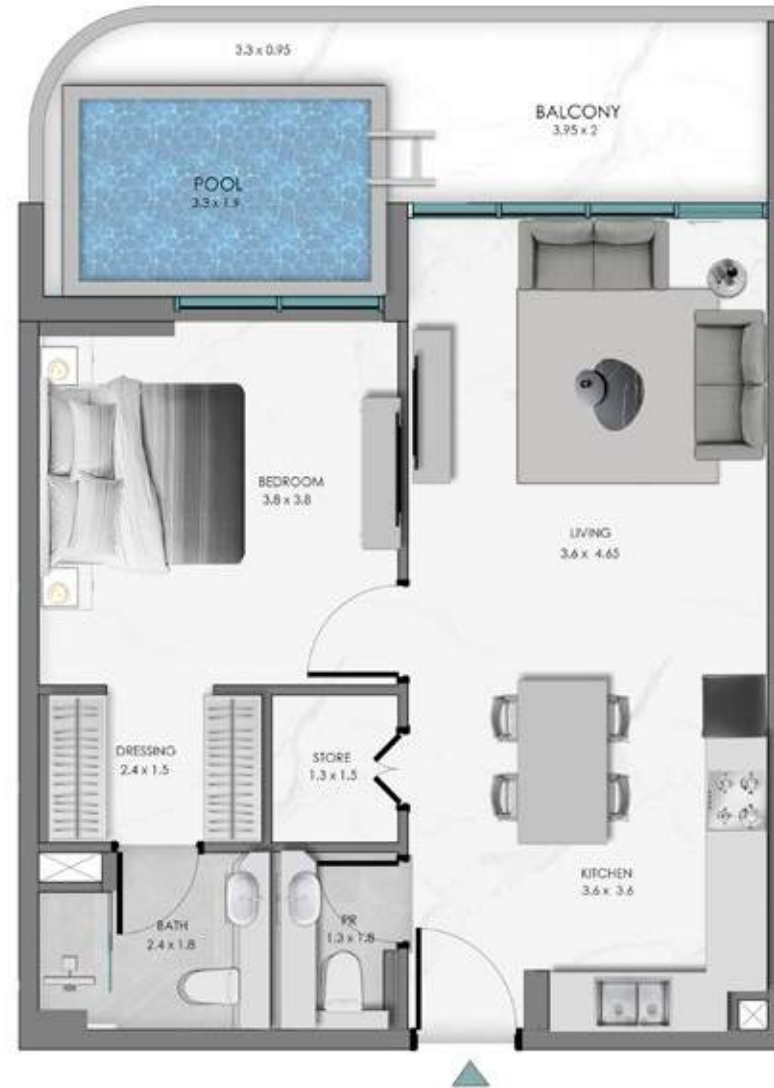 3.3 x 0.95
BALCONY
3.95 x 2
POOL
3.3 x 1.9
BEDROOM
3.8 x 3.8
LIVING
3.6 x 4.65
DRESSING
2.4 x 1.5
STORE
1.3 x 1.5
KITCHEN
3.6 x 3.6
BATH
2.4 x 1.8
PR
1.3 x 1.8